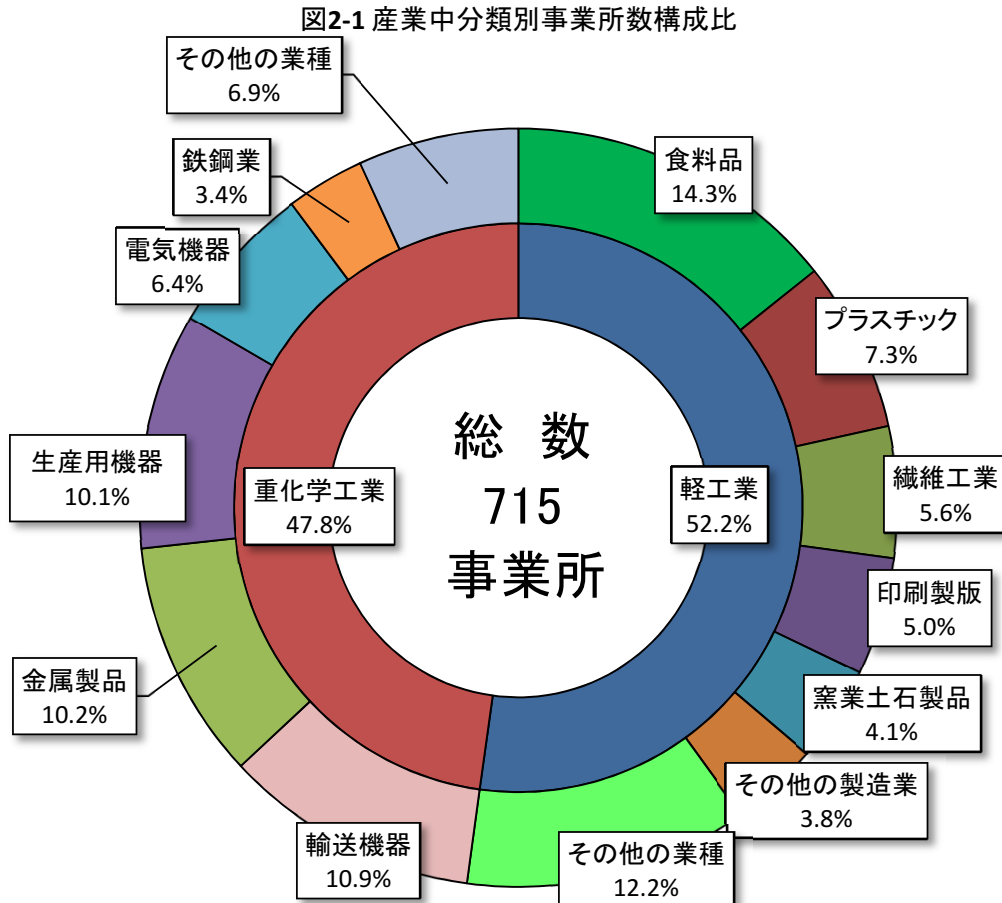 図2-1 産業中分類別事業所数構成比
その他の業種
6.9%
鉄鋼業
3.4%
電気機器
6.4%
生産用機器
10.1%
金属製品
10.2%
輸送機器
10.9%
重化学工業
47.8%
総 数
715
事業所
軽工業
52.2%
食料品
14.3%
プラスチック
7.3%
繊維工業
5.6%
印刷製版
5.0%
窯業土石製品
4.1%
その他の製造業
3.8%
その他の業種
12.2%